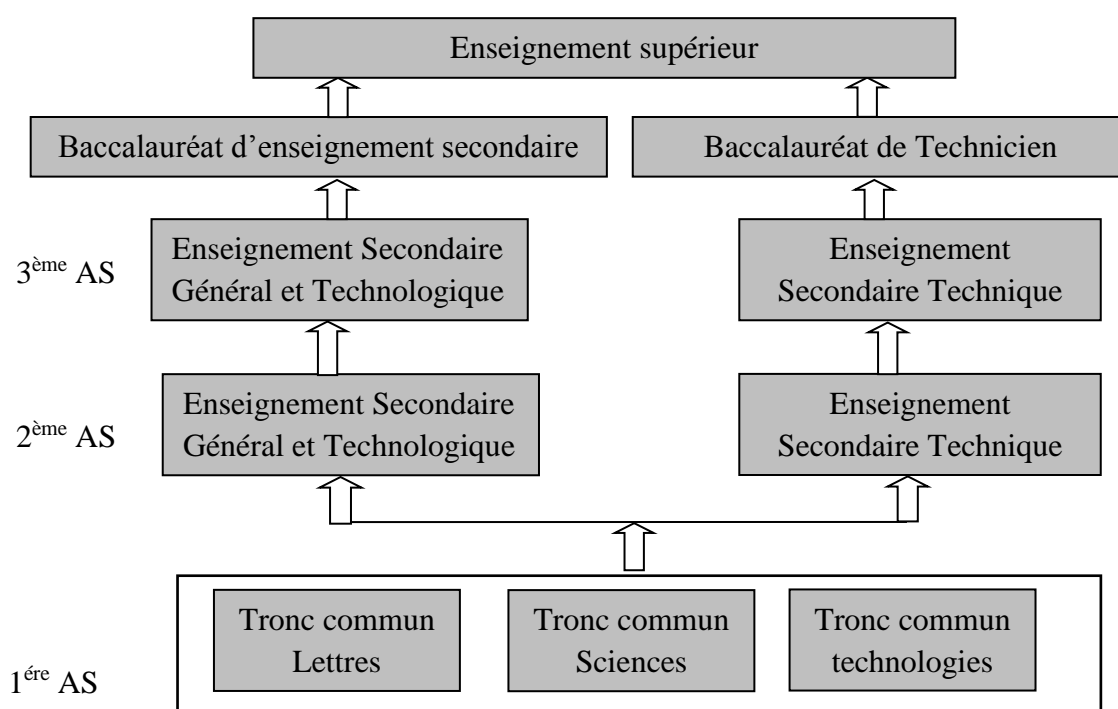 Enseignement supérieur
Baccalauréat d’enseignement secondaire
Baccalauréat de Technicien
3ème AS
Enseignement Secondaire
Général et Technologique
Enseignement
Secondaire Technique
2ème AS
Enseignement Secondaire
Général et Technologique
Enseignement
Secondaire Technique
1ére AS
Tronc commun
Lettres
Tronc commun
Sciences
Tronc commun
technologies